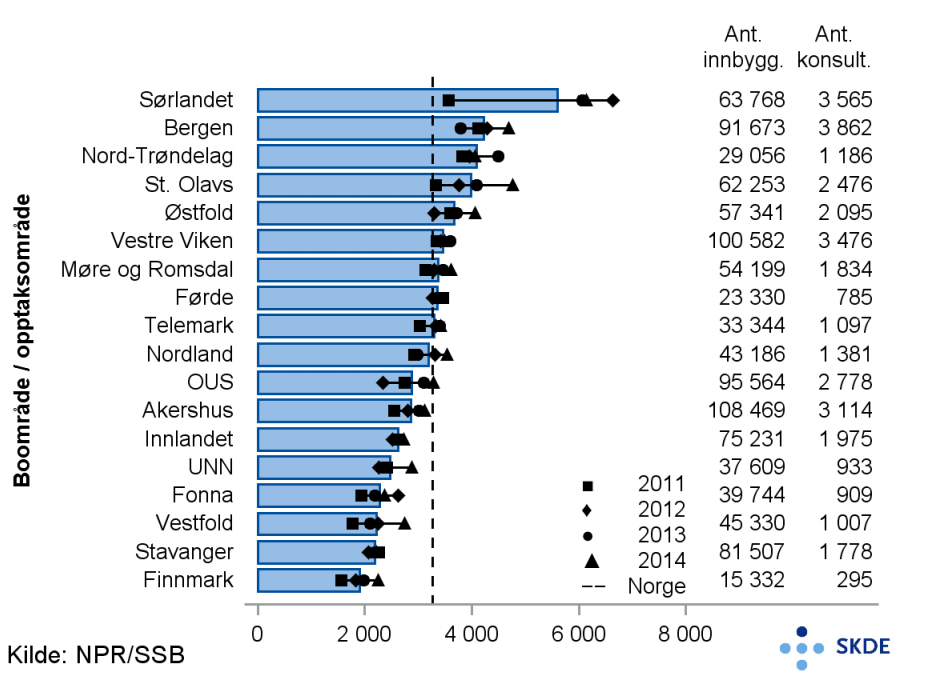 Ant. Ant.
innbygg. konsult.
Sørlandet 63 768 3 565
Bergen 91 673 3 862
Nord-Trøndelag 29 056 1 186
St. Olavs 62 253 2 476
Østfold 57 341 2 095
Vestre Viken 100 582 3 476
Møre og Romsdal 54 199 1 834
Førde 23 330 785
Telemark 33 344 1 097
Nordland 43 186 1 381
OUS 95 564 2 778
Akershus 108 469 3 114
Innlandet 75 231 1 975
UNN 37 609 933
Fonna 39 744 909
Vestfold 45 330 1 007
Stavanger 81 507 1 778
Finnmark 15 332 295
Boområde / opptaksområde
2011
2012
2013
2014
Norge
0 2 000 4 000 6 000 8 000
Kilde: NPR/SSB
SKDE